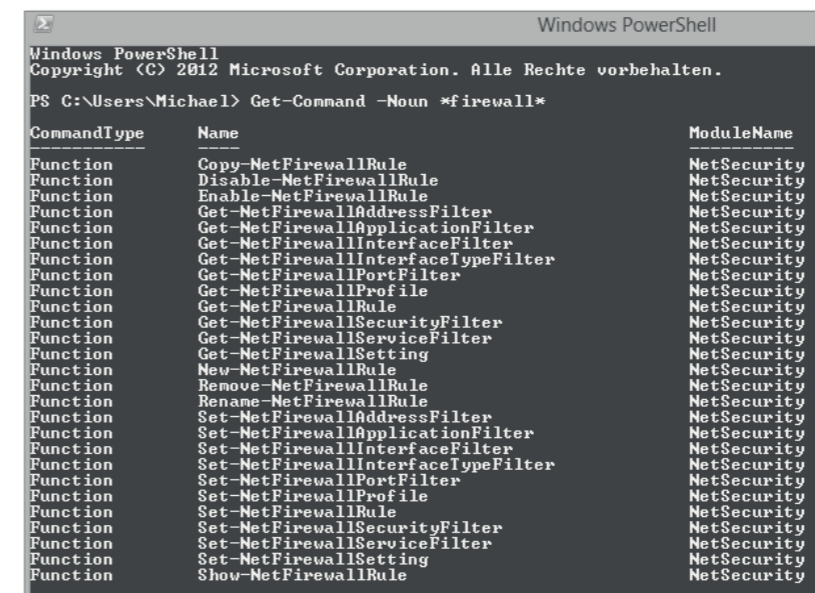 Windows PowerShell
Windows PowerShell
Copyright (C) 2012 Microsoft Corporation. Alle Rechte vorbehalten.
PS C:\Users\Michael> Get-Command -Noun *firewall*
CommandType Name ModuleName
----------- ---- ----------
Function Copy-NetFirewallRule NetSecurity
Function Disable-NetFirewallRule NetSecurity
Function Enable-NetFirewallRule NetSecurity
Function Get-NetFirewallAddressFilter NetSecurity
Function Get-NetFirewallApplicationFilter NetSecurity
Function Get-NetFirewallInterfaceFilter NetSecurity
Function Get-NetFirewallInterfaceTypeFilter NetSecurity
Function Get-NetFirewallPortFilter NetSecurity
Function Get-NetFirewallProfile NetSecurity
Function Get-NetFirewallRule NetSecurity
Function Get-NetFirewallSecurityFilter NetSecurity
Function Get-NetFirewallServiceFilter NetSecurity
Function Get-NetFirewallSetting NetSecurity
Function New-NetFirewallRule NetSecurity
Function Remove-NetFirewallRule NetSecurity
Function Rename-NetFirewallRule NetSecurity
Function Set-NetFirewallAddressFilter NetSecurity
Function Set-NetFirewallApplicationFilter NetSecurity
Function Set-NetFirewallInterfaceFilter NetSecurity
Function Set-NetFirewallInterfaceTypeFilter NetSecurity
Function Set-NetFirewallPortFilter NetSecurity
Function Set-NetFirewallProfile NetSecurity
Function Set-NetFirewallRule NetSecurity
Function Set-NetFirewallSecurityFilter NetSecurity
Function Set-NetFirewallServiceFilter NetSecurity
Function Set-NetFirewallSetting NetSecurity
Function Show-NetFirewallRule NetSecurity